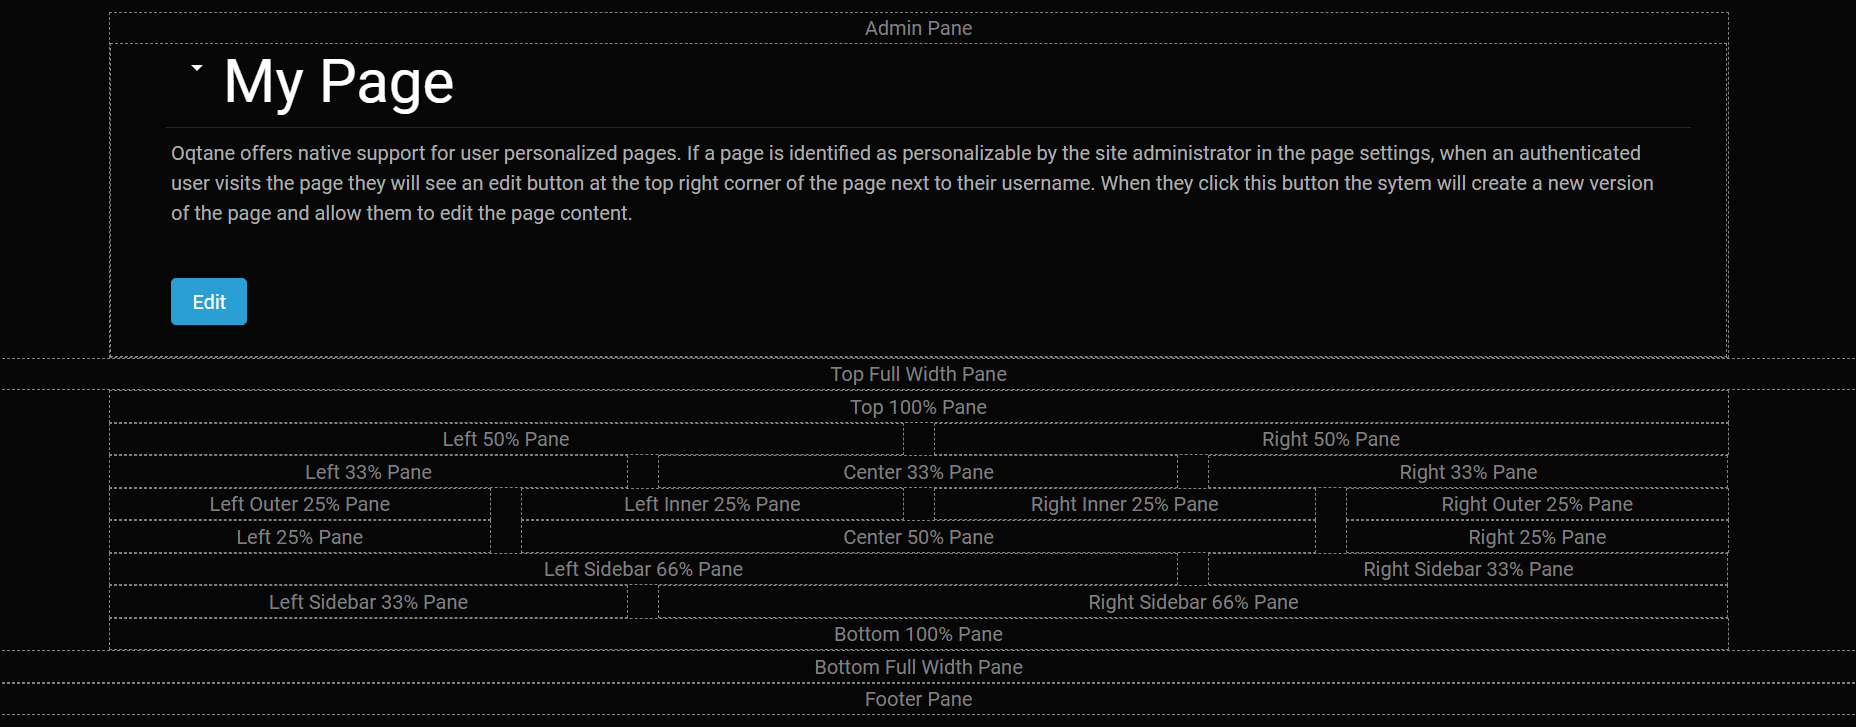 Admin Pane
My Page
Oqtane offers native support for user personalized pages. If a page is identified as personalizable by the site administrator in the page settings, when an authenticated
user visits the page they will see an edit button at the top right corner of the page next to their username. When they click this button the sytem will create a new version
of the page and allow them to edit the page content.
Edit
Top Full Width Pane
Top 100% Pane
Left 50% Pane Right 50% Pane
Left 33% Pane Center 33% Pane Right 33% Pane
Left Outer 25% Pane Left Inner 25% Pane Right Inner 25% Pane Right Outer 25% Pane
Left 25% Pane Center 50% Pane Right 25% Pane
Left Sidebar 66% Pane Right Sidebar 33% Pane
Left Sidebar 33% Pane Right Sidebar 66% Pane
Bottom 100% Pane
Bottom Full Width Pane
Footer Pane